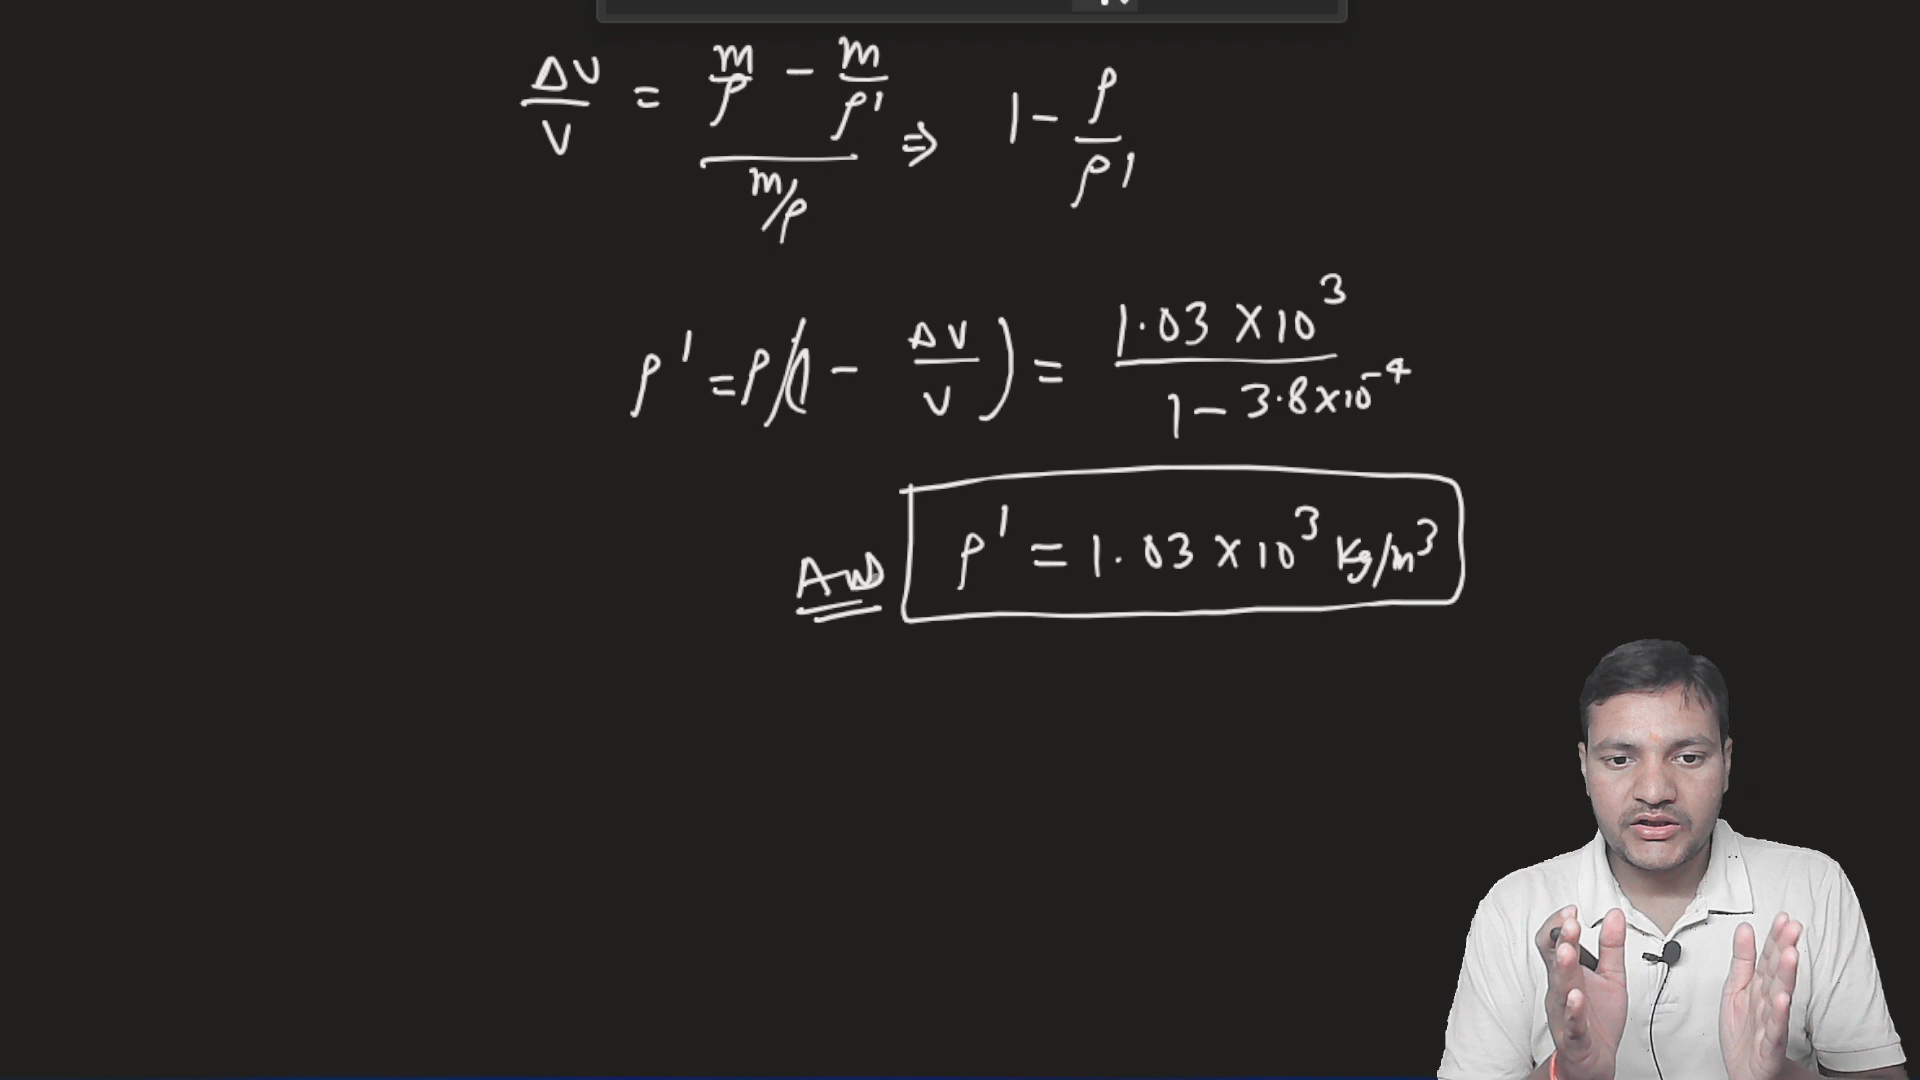 ΔV/V = (m/ρ - m/ρ')/(m/ρ) ⇒ 1 - ρ/ρ'
ρ' = ρ/(1 - ΔV/V) = (1.03 × 10³)/(1 - 3.8 × 10⁻⁴)
Ans ρ' = 1.03 × 10³ Kg/m³